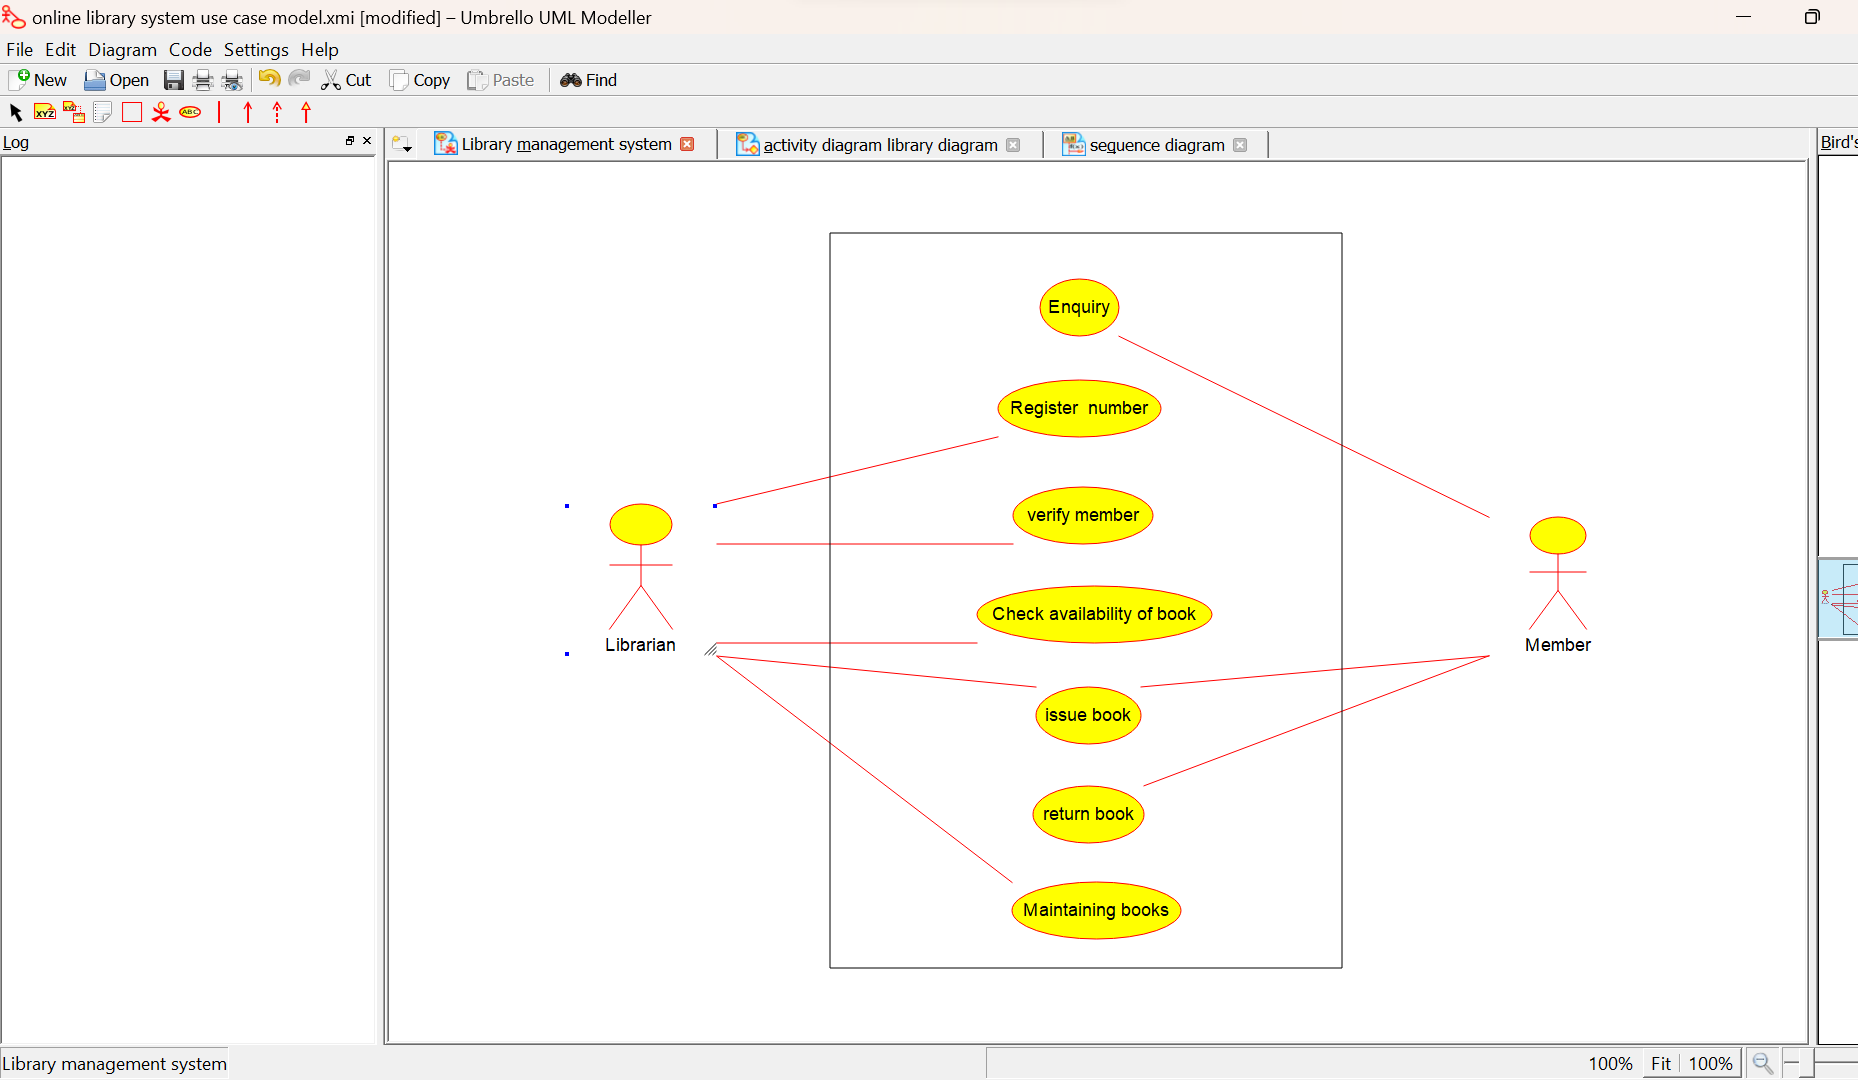 online library system use case model.xmi [modified] – Umbrello UML Modeller
File Edit Diagram Code Settings Help
New Open Cut Copy Paste Find
XYZ XYZ ABC
Log
Library management system
activity diagram library diagram
sequence diagram
Bird's
Enquiry
Register number
verify member
Check availability of book
Librarian
Member
issue book
return book
Maintaining books
Library management system
100% Fit 100%